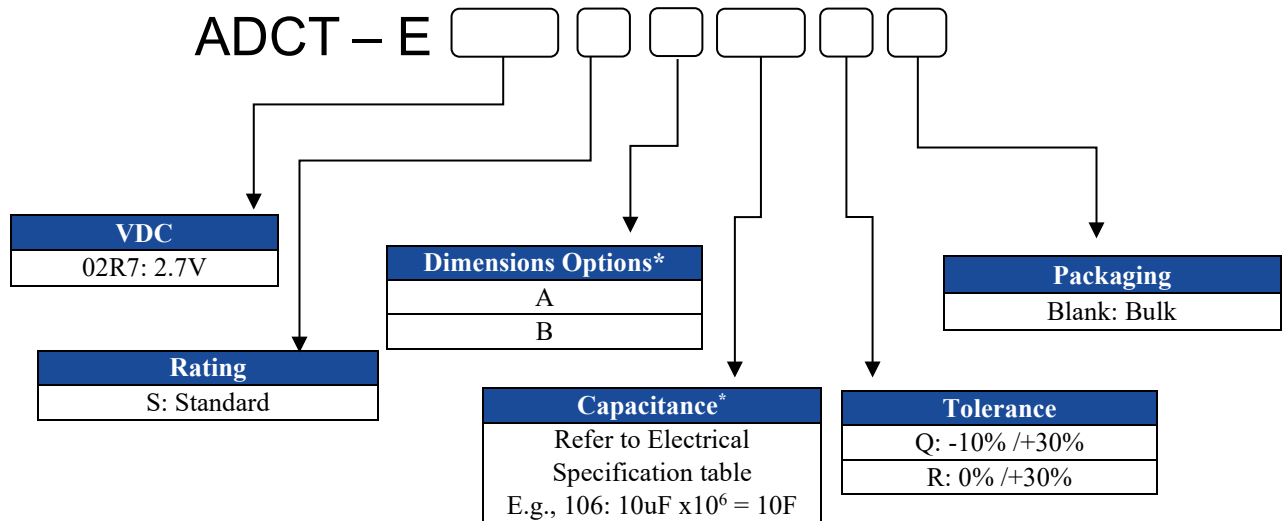 ADCT – E
VDC
02R7: 2.7V
Rating
S: Standard
Dimensions Options*
A
B
Capacitance*
Refer to Electrical
Specification table
E.g., 106: 10uF x10⁶ = 10F
Tolerance
Q: -10% /+30%
R: 0% /+30%
Packaging
Blank: Bulk